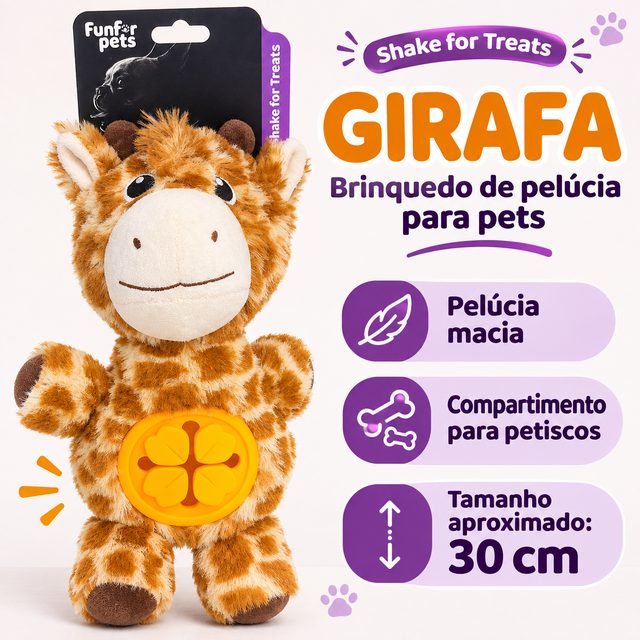 Funfor
pets
Shake for Treats
Shake for Treats
GIRAFA
Brinquedo de pelúcia
para pets
Pelúcia
macia
Compartimento
para petiscos
Tamanho
aproximado:
30 cm